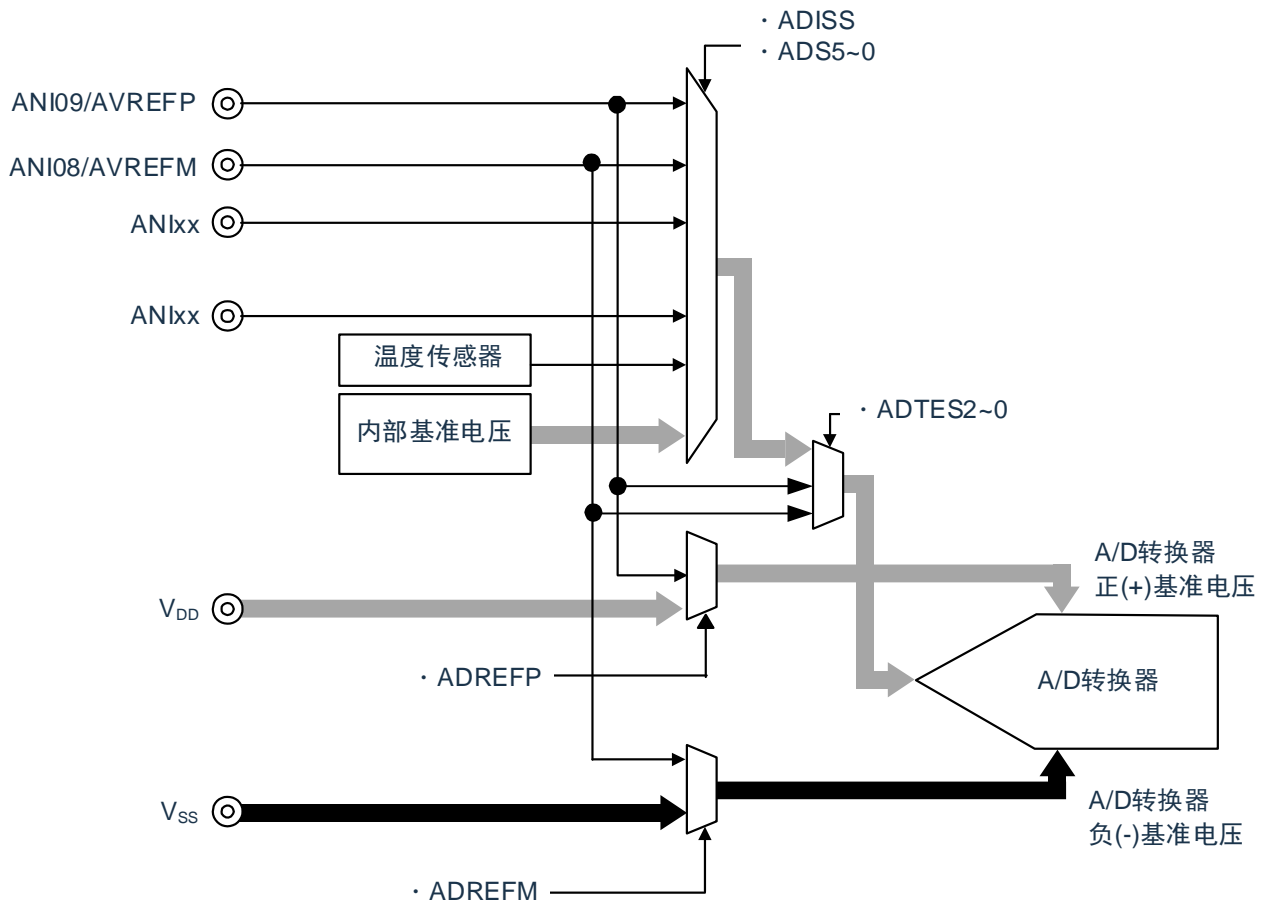 · ADISS
· ADS5~0
ANI09/AVREFP
ANI08/AVREFM
ANIxx
ANIxx
温度传感器
内部基准电压
· ADTES2~0
A/D转换器
正(+)基准电压
VDD
· ADREFP
A/D转换器
VSS
A/D转换器
负(-)基准电压
· ADREFM